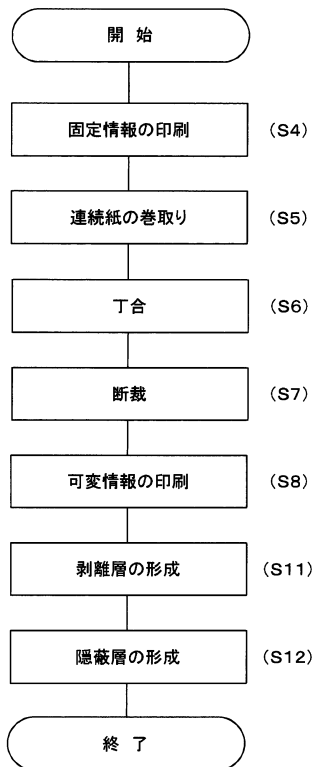 開 始
固定情報の印刷 (S4)
連続紙の巻取り (S5)
丁合 (S6)
断裁 (S7)
可変情報の印刷 (S8)
剥離層の形成 (S11)
隠蔽層の形成 (S12)
終 了